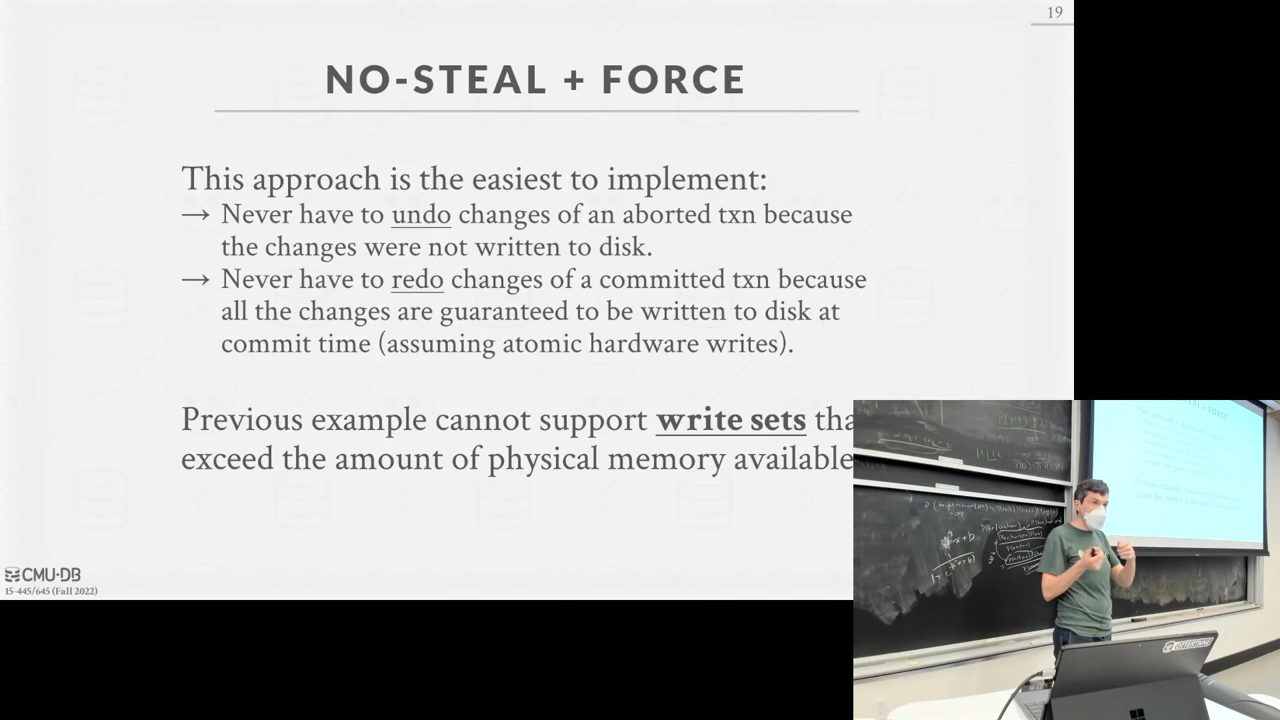 19
NO-STEAL + FORCE
This approach is the easiest to implement:
→ Never have to undo changes of an aborted txn because
the changes were not written to disk.
→ Never have to redo changes of a committed txn because
all the changes are guaranteed to be written to disk at
commit time (assuming atomic hardware writes).
Previous example cannot support write sets tha
exceed the amount of physical memory available
CMU·DB
15-445/645 (Fall 2022)